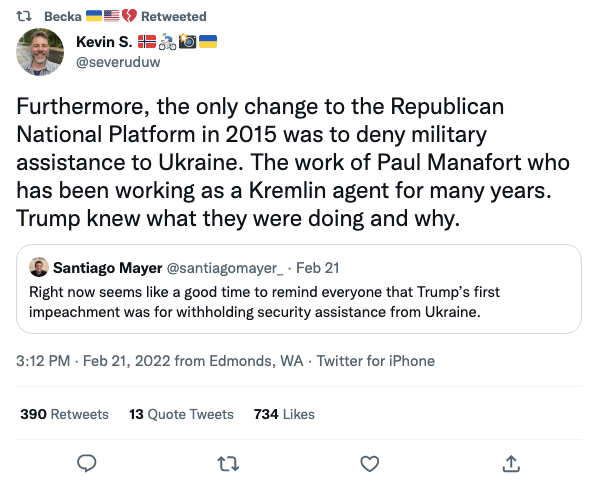 Becka 🇺🇦🇺🇸💔 Retweeted
Kevin S. 🇳🇴🚴📸🇺🇦
@severuduw
Furthermore, the only change to the Republican
National Platform in 2015 was to deny military
assistance to Ukraine. The work of Paul Manafort who
has been working as a Kremlin agent for many years.
Trump knew what they were doing and why.
Santiago Mayer @santiagomayer_ · Feb 21
Right now seems like a good time to remind everyone that Trump's first
impeachment was for withholding security assistance from Ukraine.
3:12 PM · Feb 21, 2022 from Edmonds, WA · Twitter for iPhone
390 Retweets 13 Quote Tweets 734 Likes